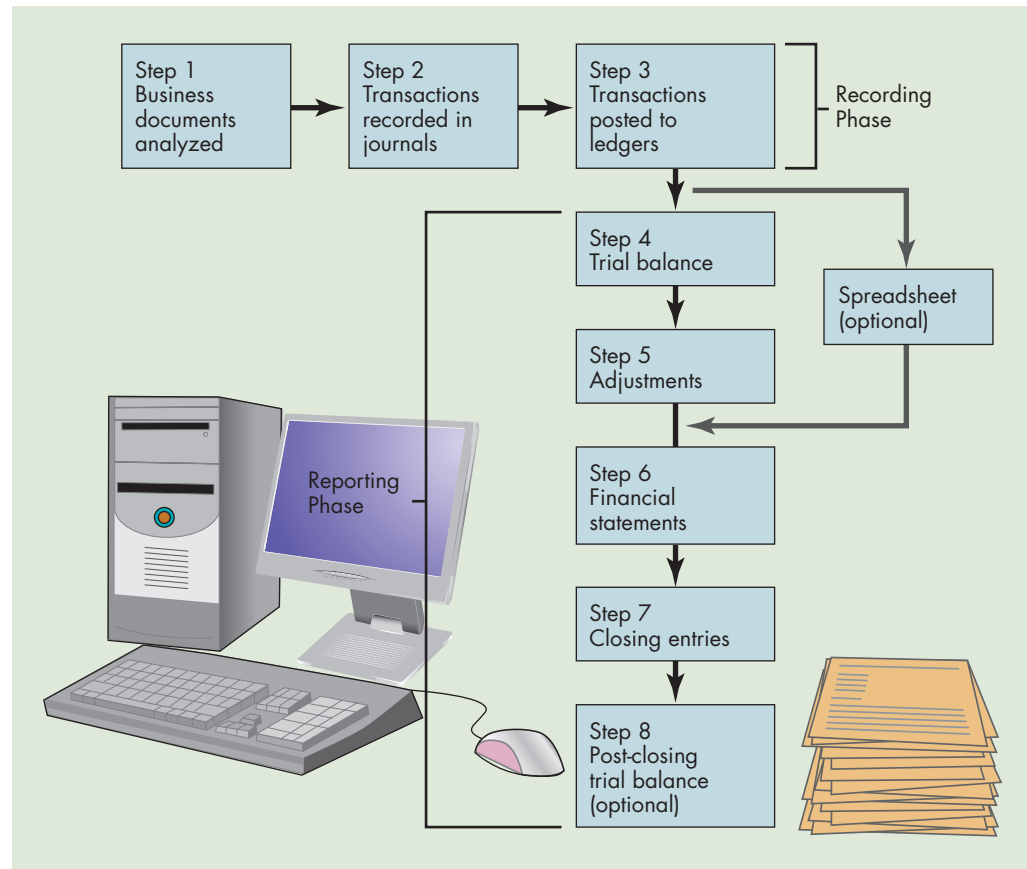 Step 1
Business
documents
analyzed
Step 2
Transactions
recorded in
journals
Step 3
Transactions
posted to
ledgers
Recording
Phase
Step 4
Trial balance
Spreadsheet
(optional)
Step 5
Adjustments
Reporting
Phase
Step 6
Financial
statements
Step 7
Closing entries
Step 8
Post-closing
trial balance
(optional)